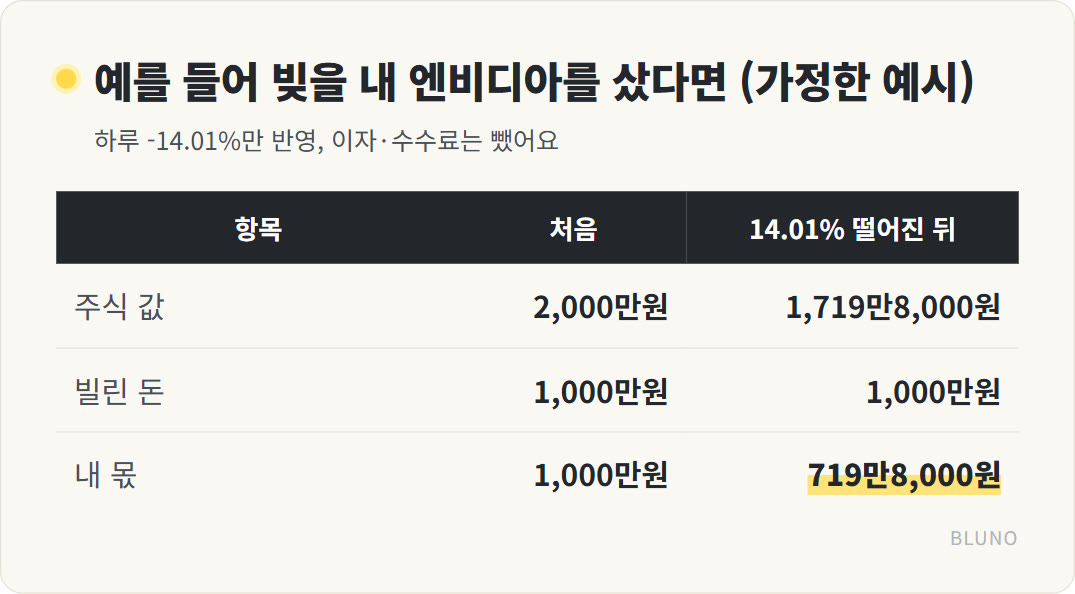 예를 들어 빚을 내 엔비디아를 샀다면 (가정한 예시)
하루 -14.01%만 반영, 이자·수수료는 뺐어요
항목 처음 14.01% 떨어진 뒤
주식 값 2,000만원 1,719만8,000원
빌린 돈 1,000만원 1,000만원
내 몫 1,000만원 719만8,000원
BLUNO